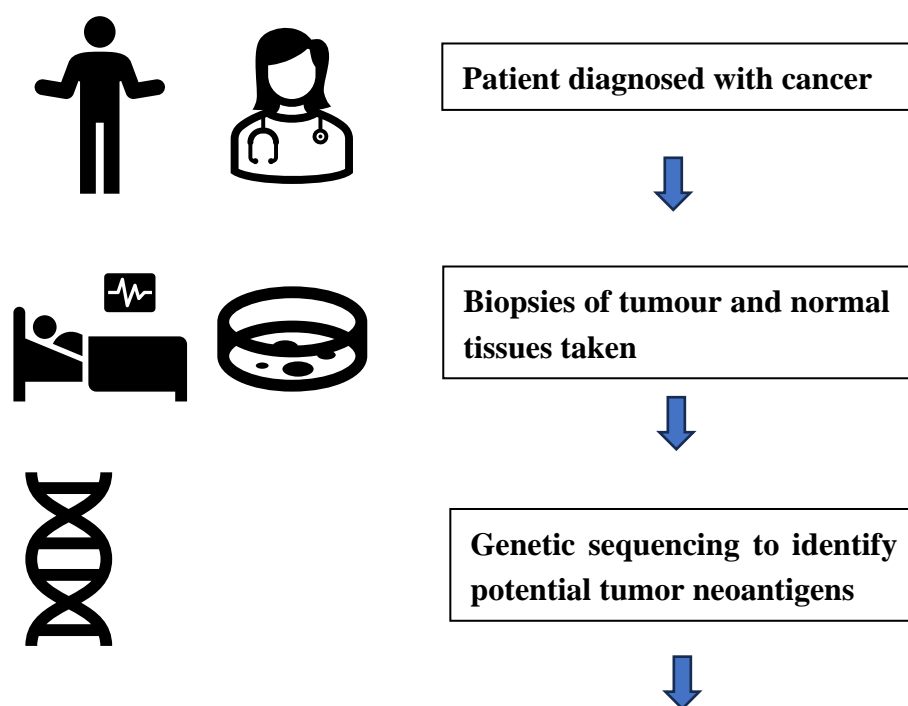 Patient diagnosed with cancer
Biopsies of tumour and normal
tissues taken
Genetic sequencing to identify
potential tumor neoantigens